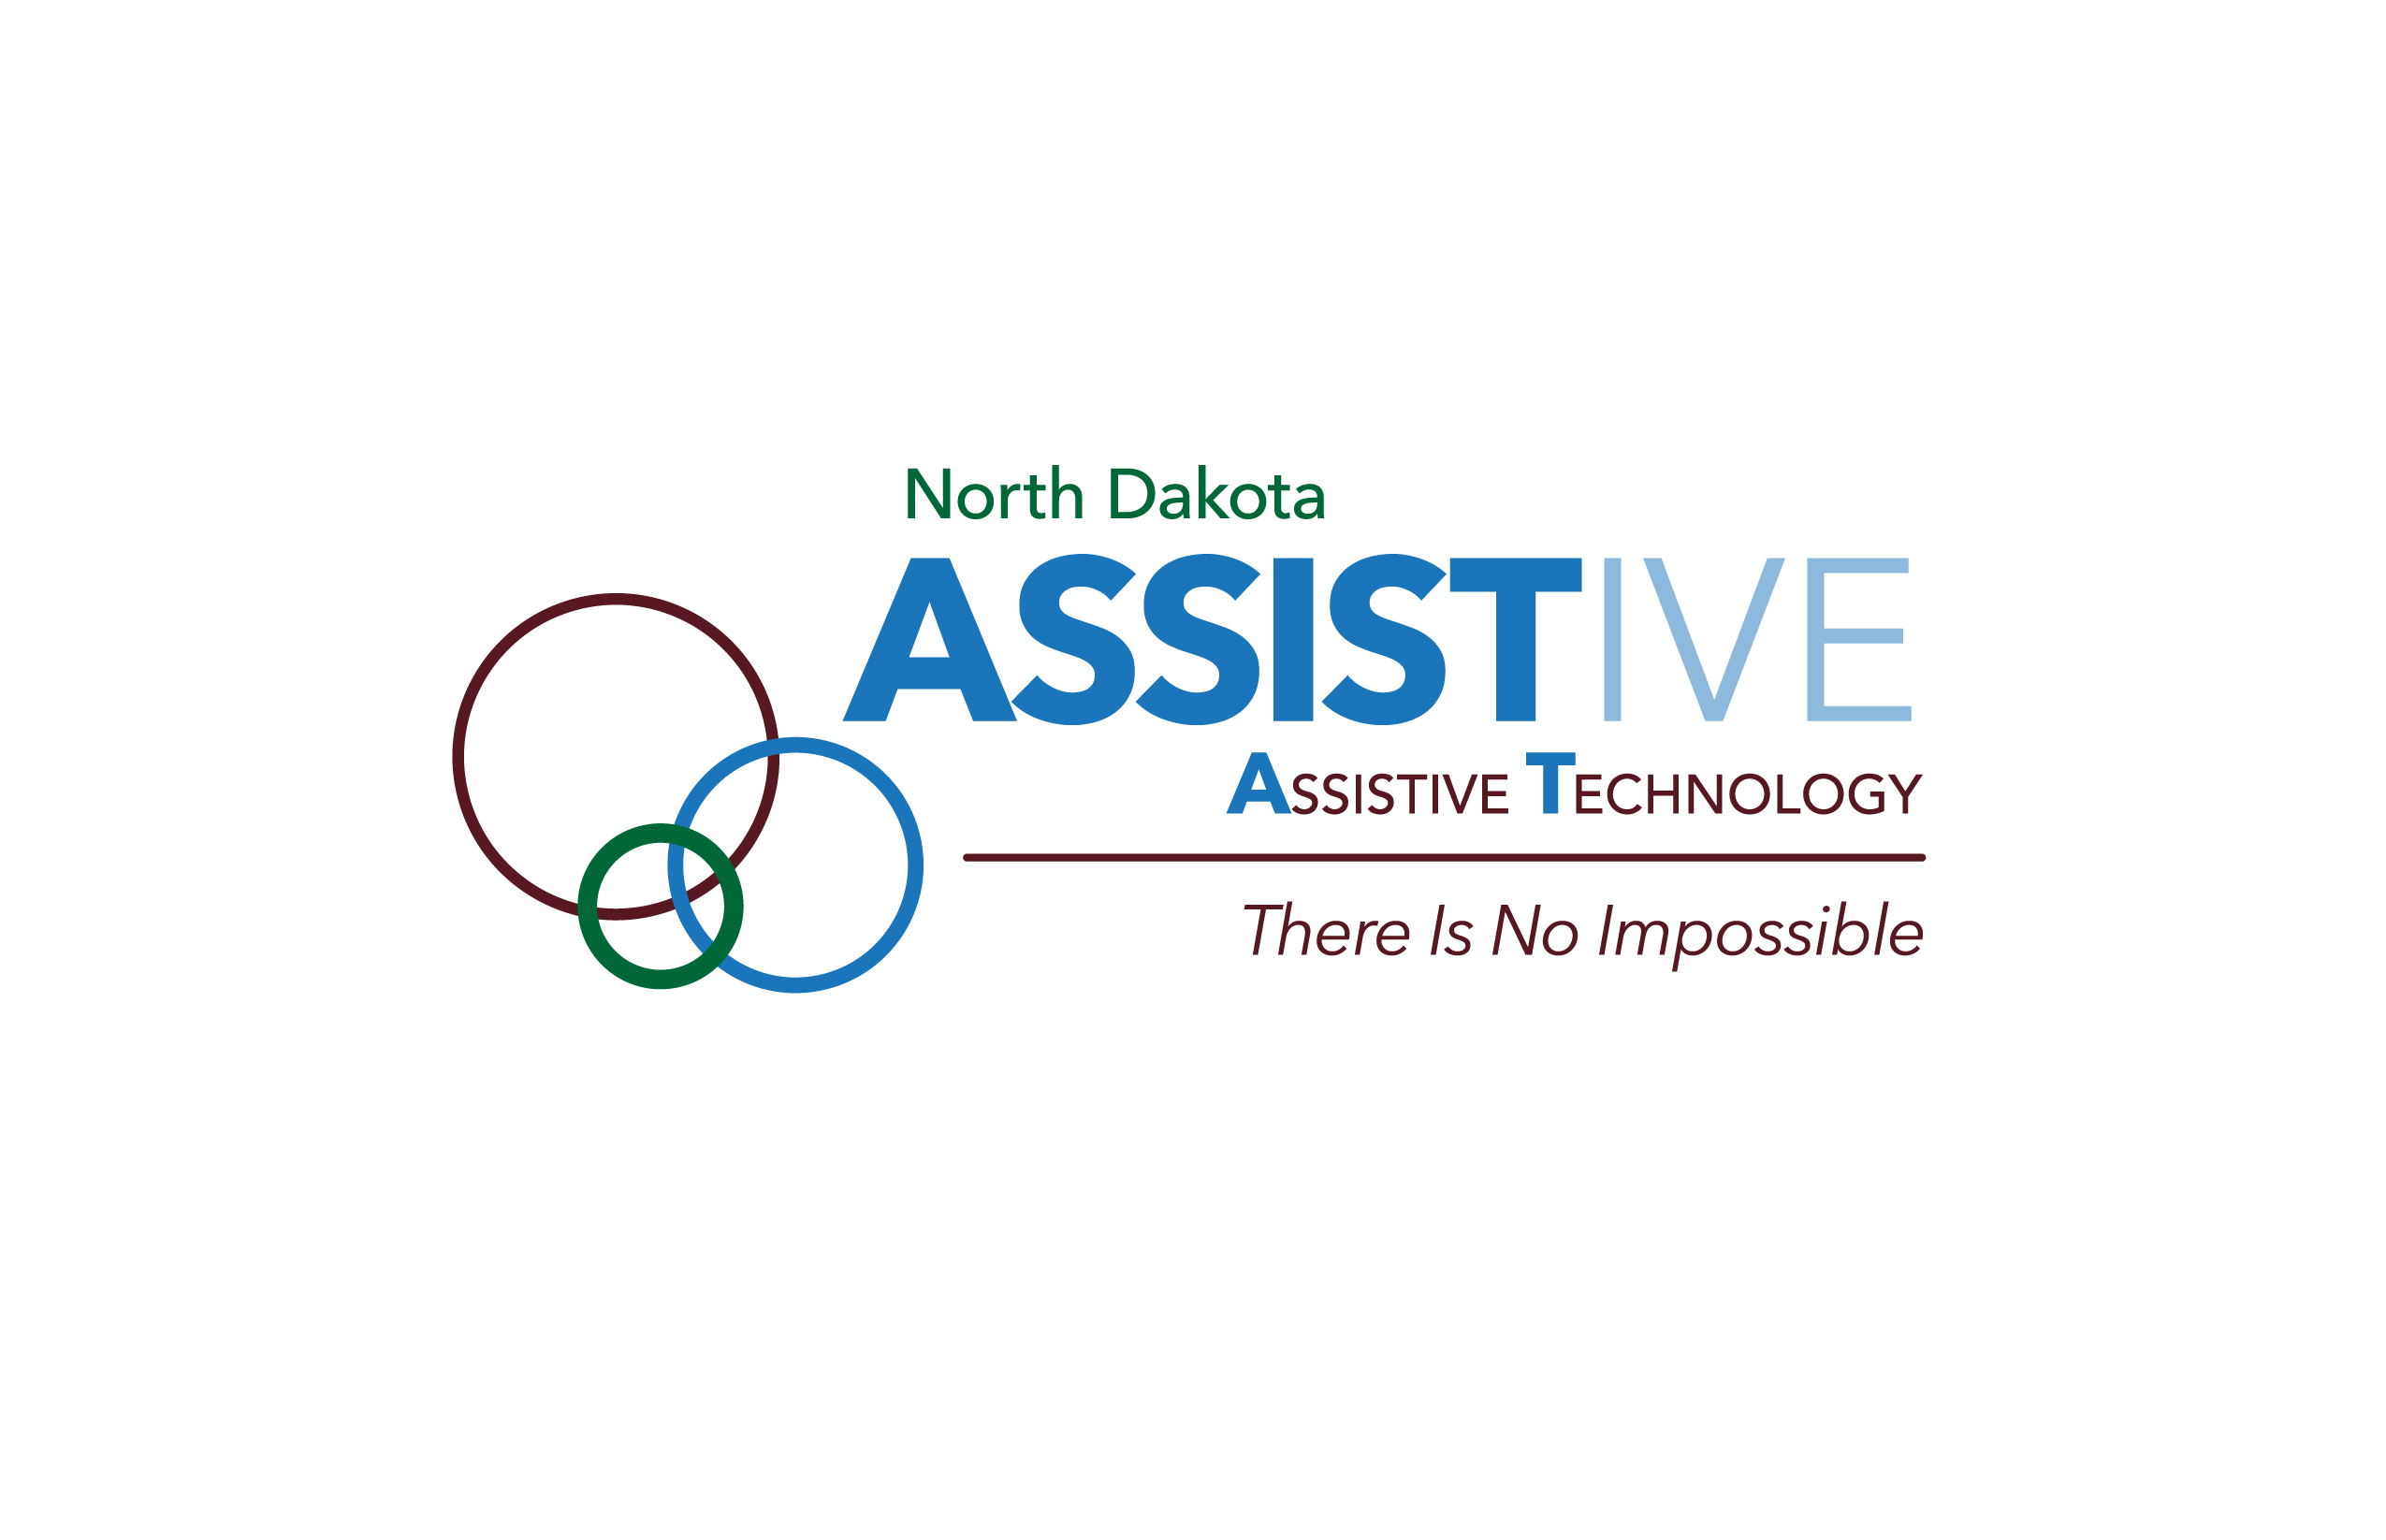 North Dakota
ASSISTIVE
ASSISTIVE TECHNOLOGY
There Is No Impossible